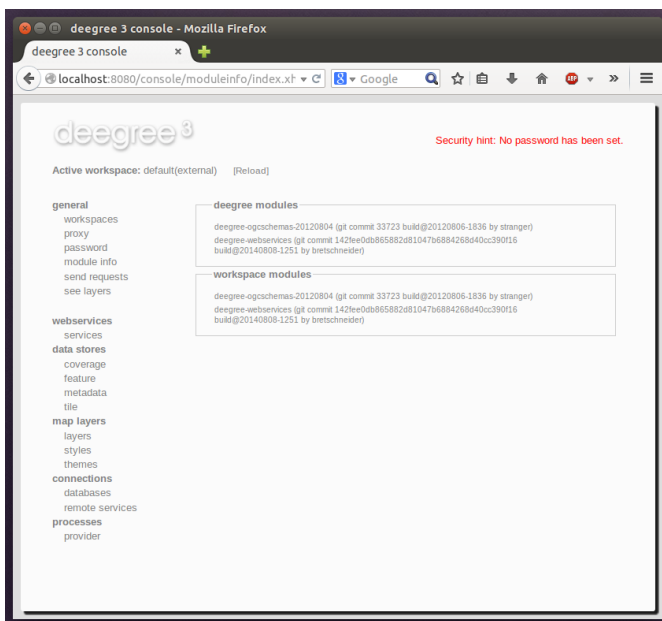 deegree 3 console - Mozilla Firefox
deegree 3 console
localhost:8080/console/moduleinfo/index.xh
Google
ABP
deegree 3
Security hint: No password has been set.
Active workspace: default(external) [Reload]
general
workspaces
proxy
password
module info
send requests
see layers
webservices
services
data stores
coverage
feature
metadata
tile
map layers
layers
styles
themes
connections
databases
remote services
processes
provider
deegree modules
deegree-ogcschemas-20120804 (git commit 33723 build@20120806-1836 by stranger)
deegree-webservices (git commit 142fee0db865882d81047b6884268d40cc390f16
build@20140808-1251 by bretschneider)
workspace modules
deegree-ogcschemas-20120804 (git commit 33723 build@20120806-1836 by stranger)
deegree-webservices (git commit 142fee0db865882d81047b6884268d40cc390f16
build@20140808-1251 by bretschneider)